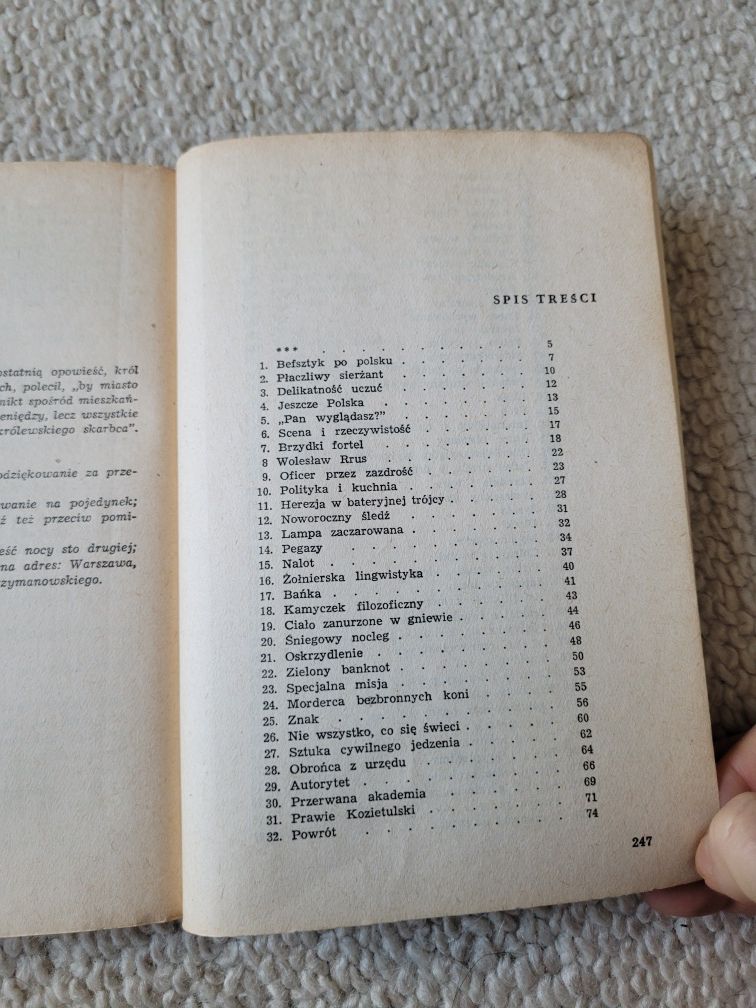 ostatnią opowieść, król
ch, polecił, „by miasto
nikt spośród mieszkań-
eniędzy, lecz wszystkie
królewskiego skarbca".
odziękowanie za prze-
wanie na pojedynek;
ź też przeciw pomi-
eść nocy sto drugiej;
na adres: Warszawa,
zymanowskiego.
SPIS TREŚCI
*** . . . . . . . . . 5
1. Befsztyk po polsku . . . . . . 7
2. Płaczliwy sierżant . . . . . . 10
3. Delikatność uczuć . . . . . . 12
4. Jeszcze Polska . . . . . . . 13
5. „Pan wyglądasz?" . . . . . . 15
6. Scena i rzeczywistość . . . . . 17
7. Brzydki fortel . . . . . . . 18
8 Wolesław Rrus . . . . . . . 22
9. Oficer przez zazdrość . . . . . 23
10. Polityka i kuchnia . . . . . . 27
11. Herezja w bateryjnej trójcy . . . . 28
12. Noworoczny śledź . . . . . . 31
13. Lampa zaczarowana . . . . . . 32
14. Pegazy . . . . . . . . 34
15. Nalot . . . . . . . . . 37
16. Żołnierska lingwistyka . . . . . 40
17. Bańka . . . . . . . . . 41
18. Kamyczek filozoficzny . . . . . 43
19. Ciało zanurzone w gniewie . . . . 44
20. Śniegowy nocleg . . . . . . . 46
21. Oskrzydlenie . . . . . . . 48
22. Zielony banknot . . . . . . . 50
23. Specjalna misja . . . . . . . 53
24. Morderca bezbronnych koni . . . . 55
25. Znak . . . . . . . . . 56
26. Nie wszystko, co się świeci . . . . 60
27. Sztuka cywilnego jedzenia . . . . . 62
28. Obrońca z urzędu . . . . . . 64
29. Autorytet . . . . . . . . 66
30. Przerwana akademia . . . . . . 69
31. Prawie Kozietulski . . . . . . 71
32. Powrót . . . . . . . . 74
247